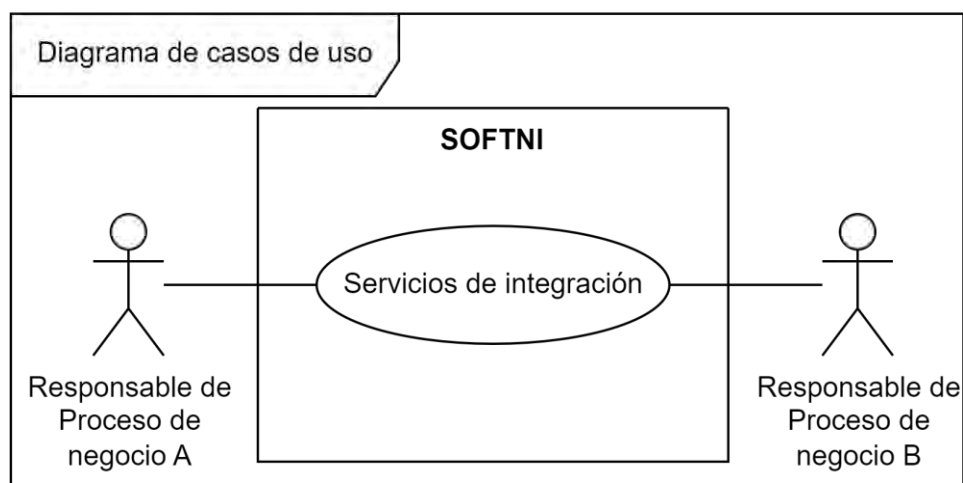 Diagrama de casos de uso
SOFTNI
Servicios de integración
Responsable de
Proceso de
negocio A
Responsable de
Proceso de
negocio B